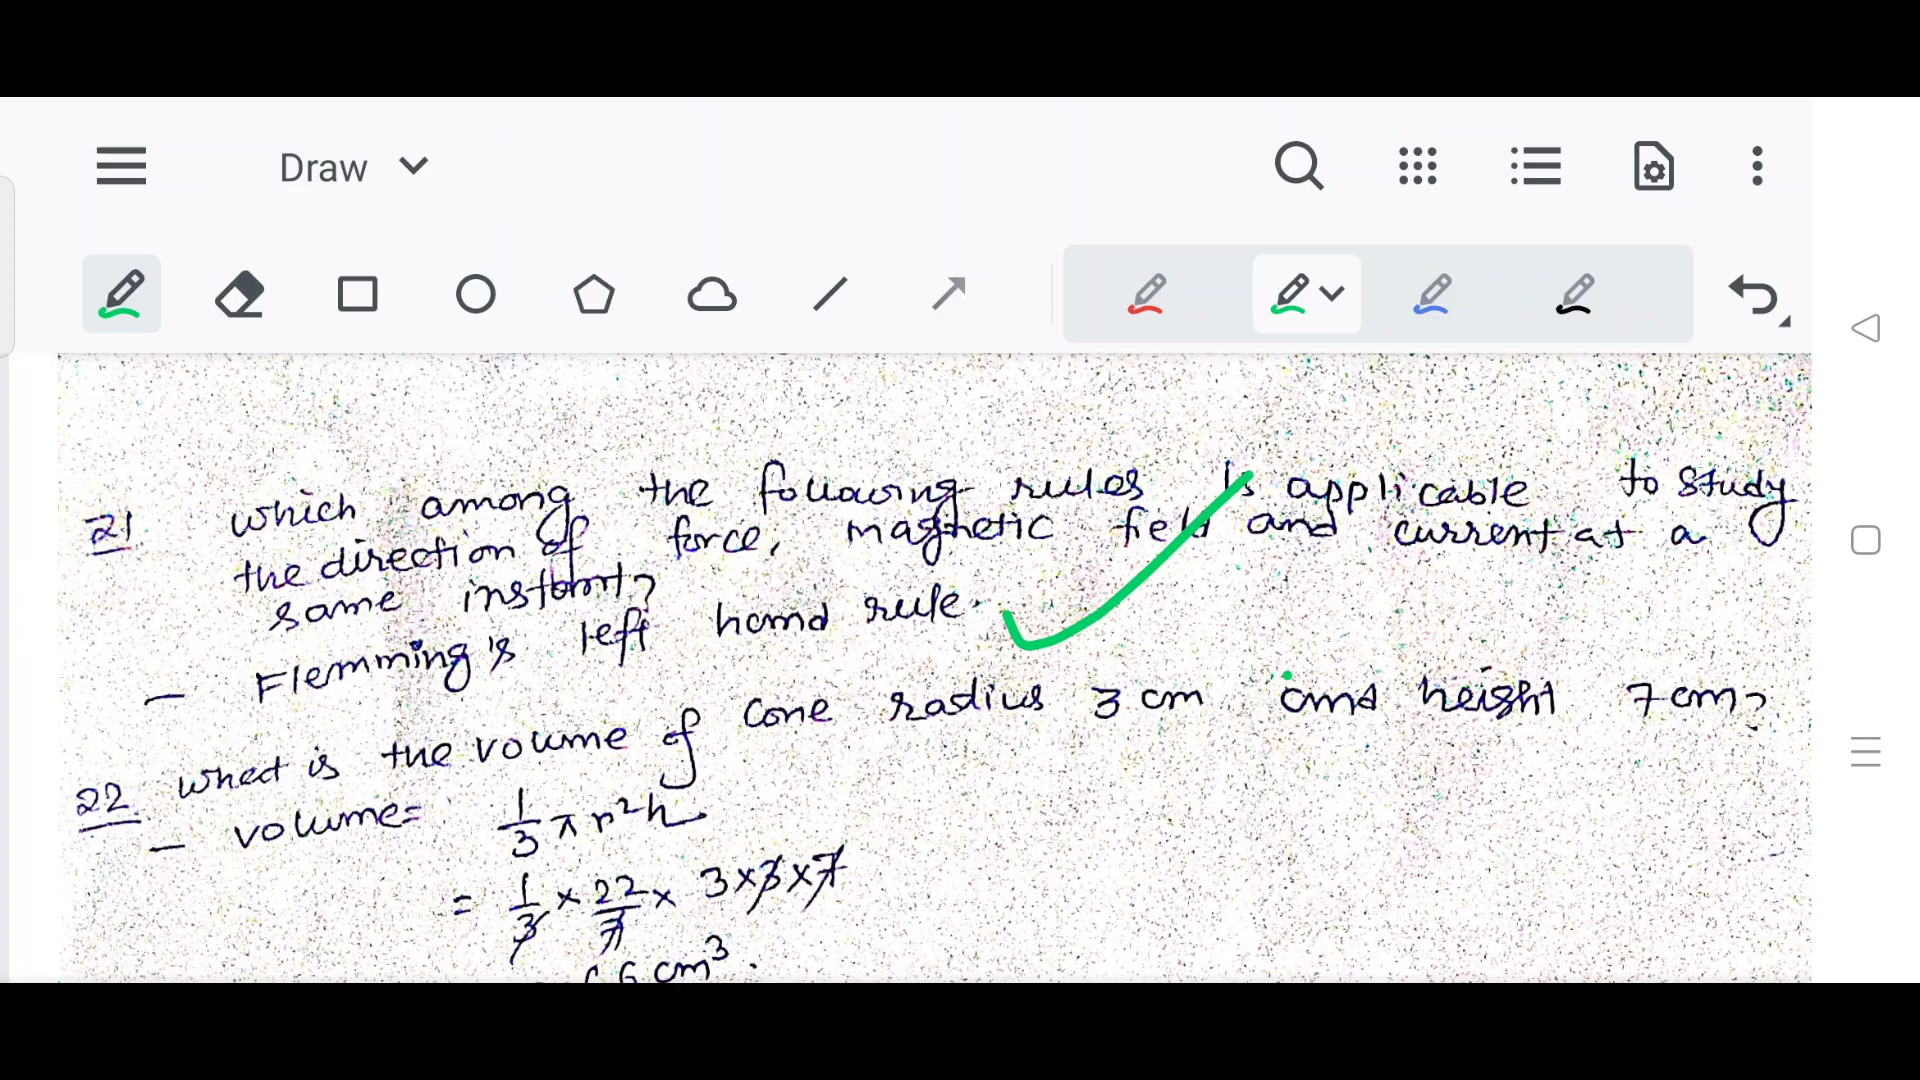 Draw
21. which among the following rules is applicable to study
the direction of force, magnetic field and current at a
same instant?
— Flemming's left hand rule.
22. what is the volume of cone radius 3 cm and height 7cm?
— volume = 1/3 π r²h
= 1/3 × 22/7 × 3×3×7
66 cm³.